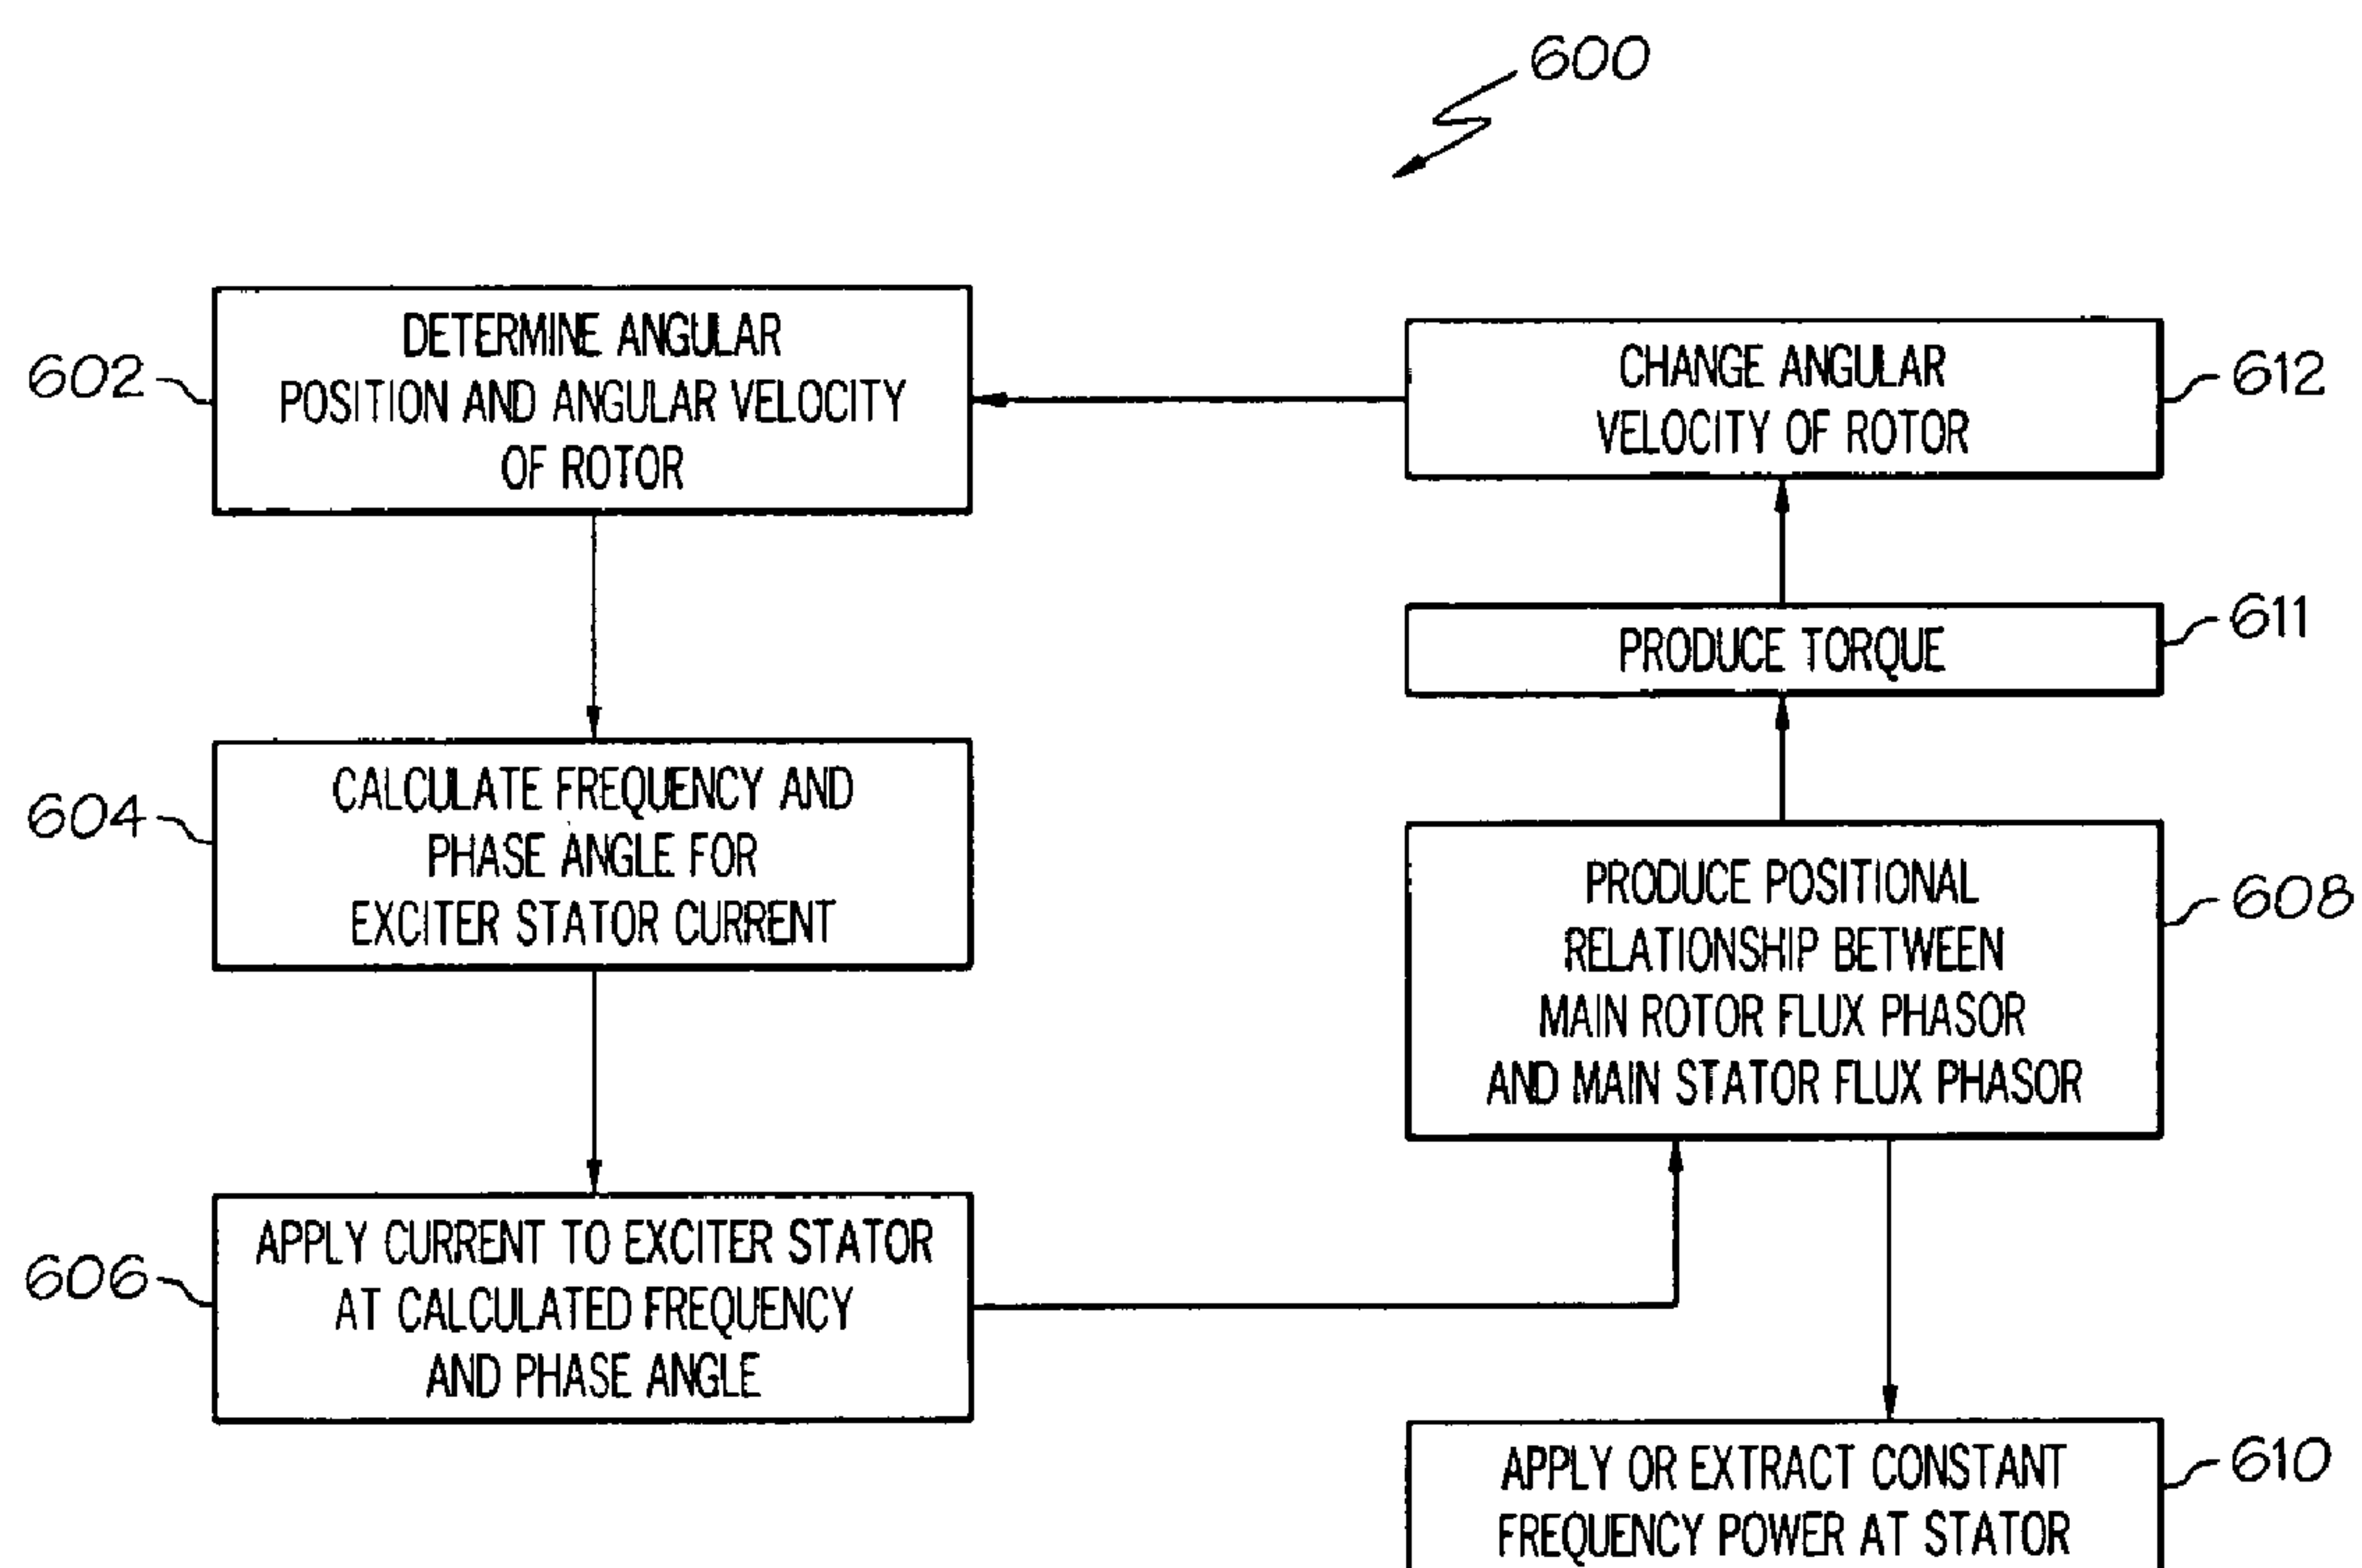 600
602
DETERMINE ANGULAR
POSITION AND ANGULAR VELOCITY
OF ROTOR
CHANGE ANGULAR
VELOCITY OF ROTOR
612
PRODUCE TORQUE
611
604
CALCULATE FREQUENCY AND
PHASE ANGLE FOR
EXCITER STATOR CURRENT
PRODUCE POSITIONAL
RELATIONSHIP BETWEEN
MAIN ROTOR FLUX PHASOR
AND MAIN STATOR FLUX PHASOR
608
606
APPLY CURRENT TO EXCITER STATOR
AT CALCULATED FREQUENCY
AND PHASE ANGLE
APPLY OR EXTRACT CONSTANT
FREQUENCY POWER AT STATOR
610